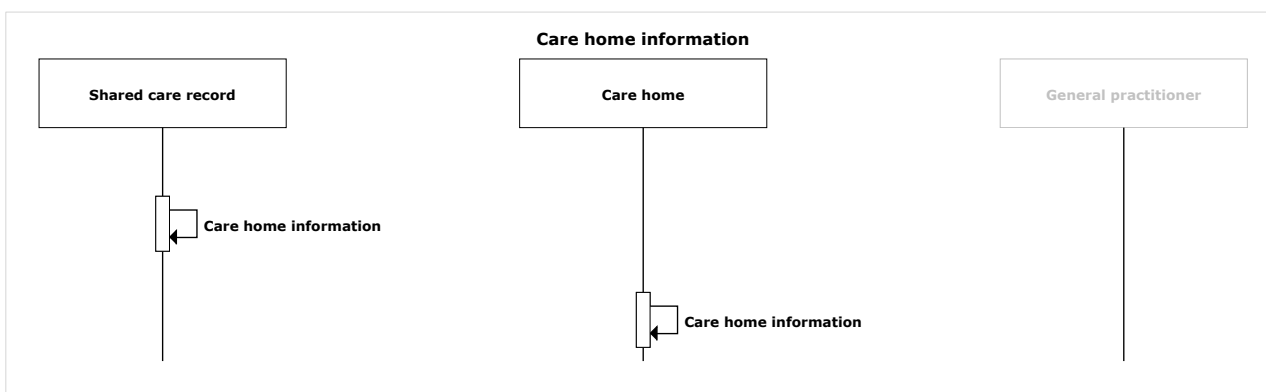 Care home information
Shared care record
Care home
General practitioner
Care home information
Care home information